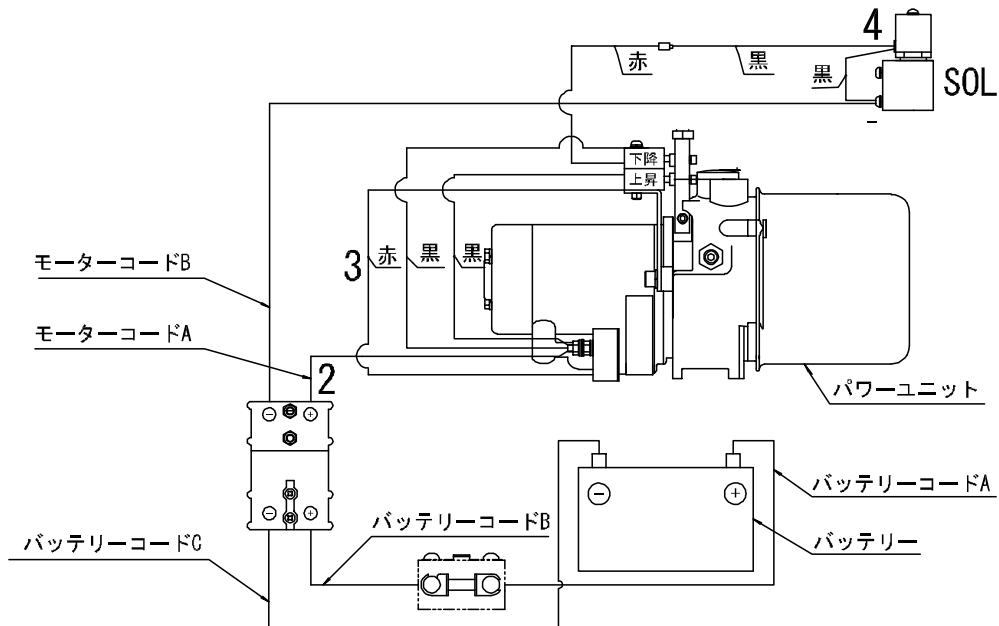 4
赤
黒
黒
SOL
−
下降
上昇
3
赤
黒
黒
モーターコードB
モーターコードA
2
パワーユニット
− +
− +
− +
バッテリーコードA
バッテリーコードB
バッテリー
バッテリーコードC